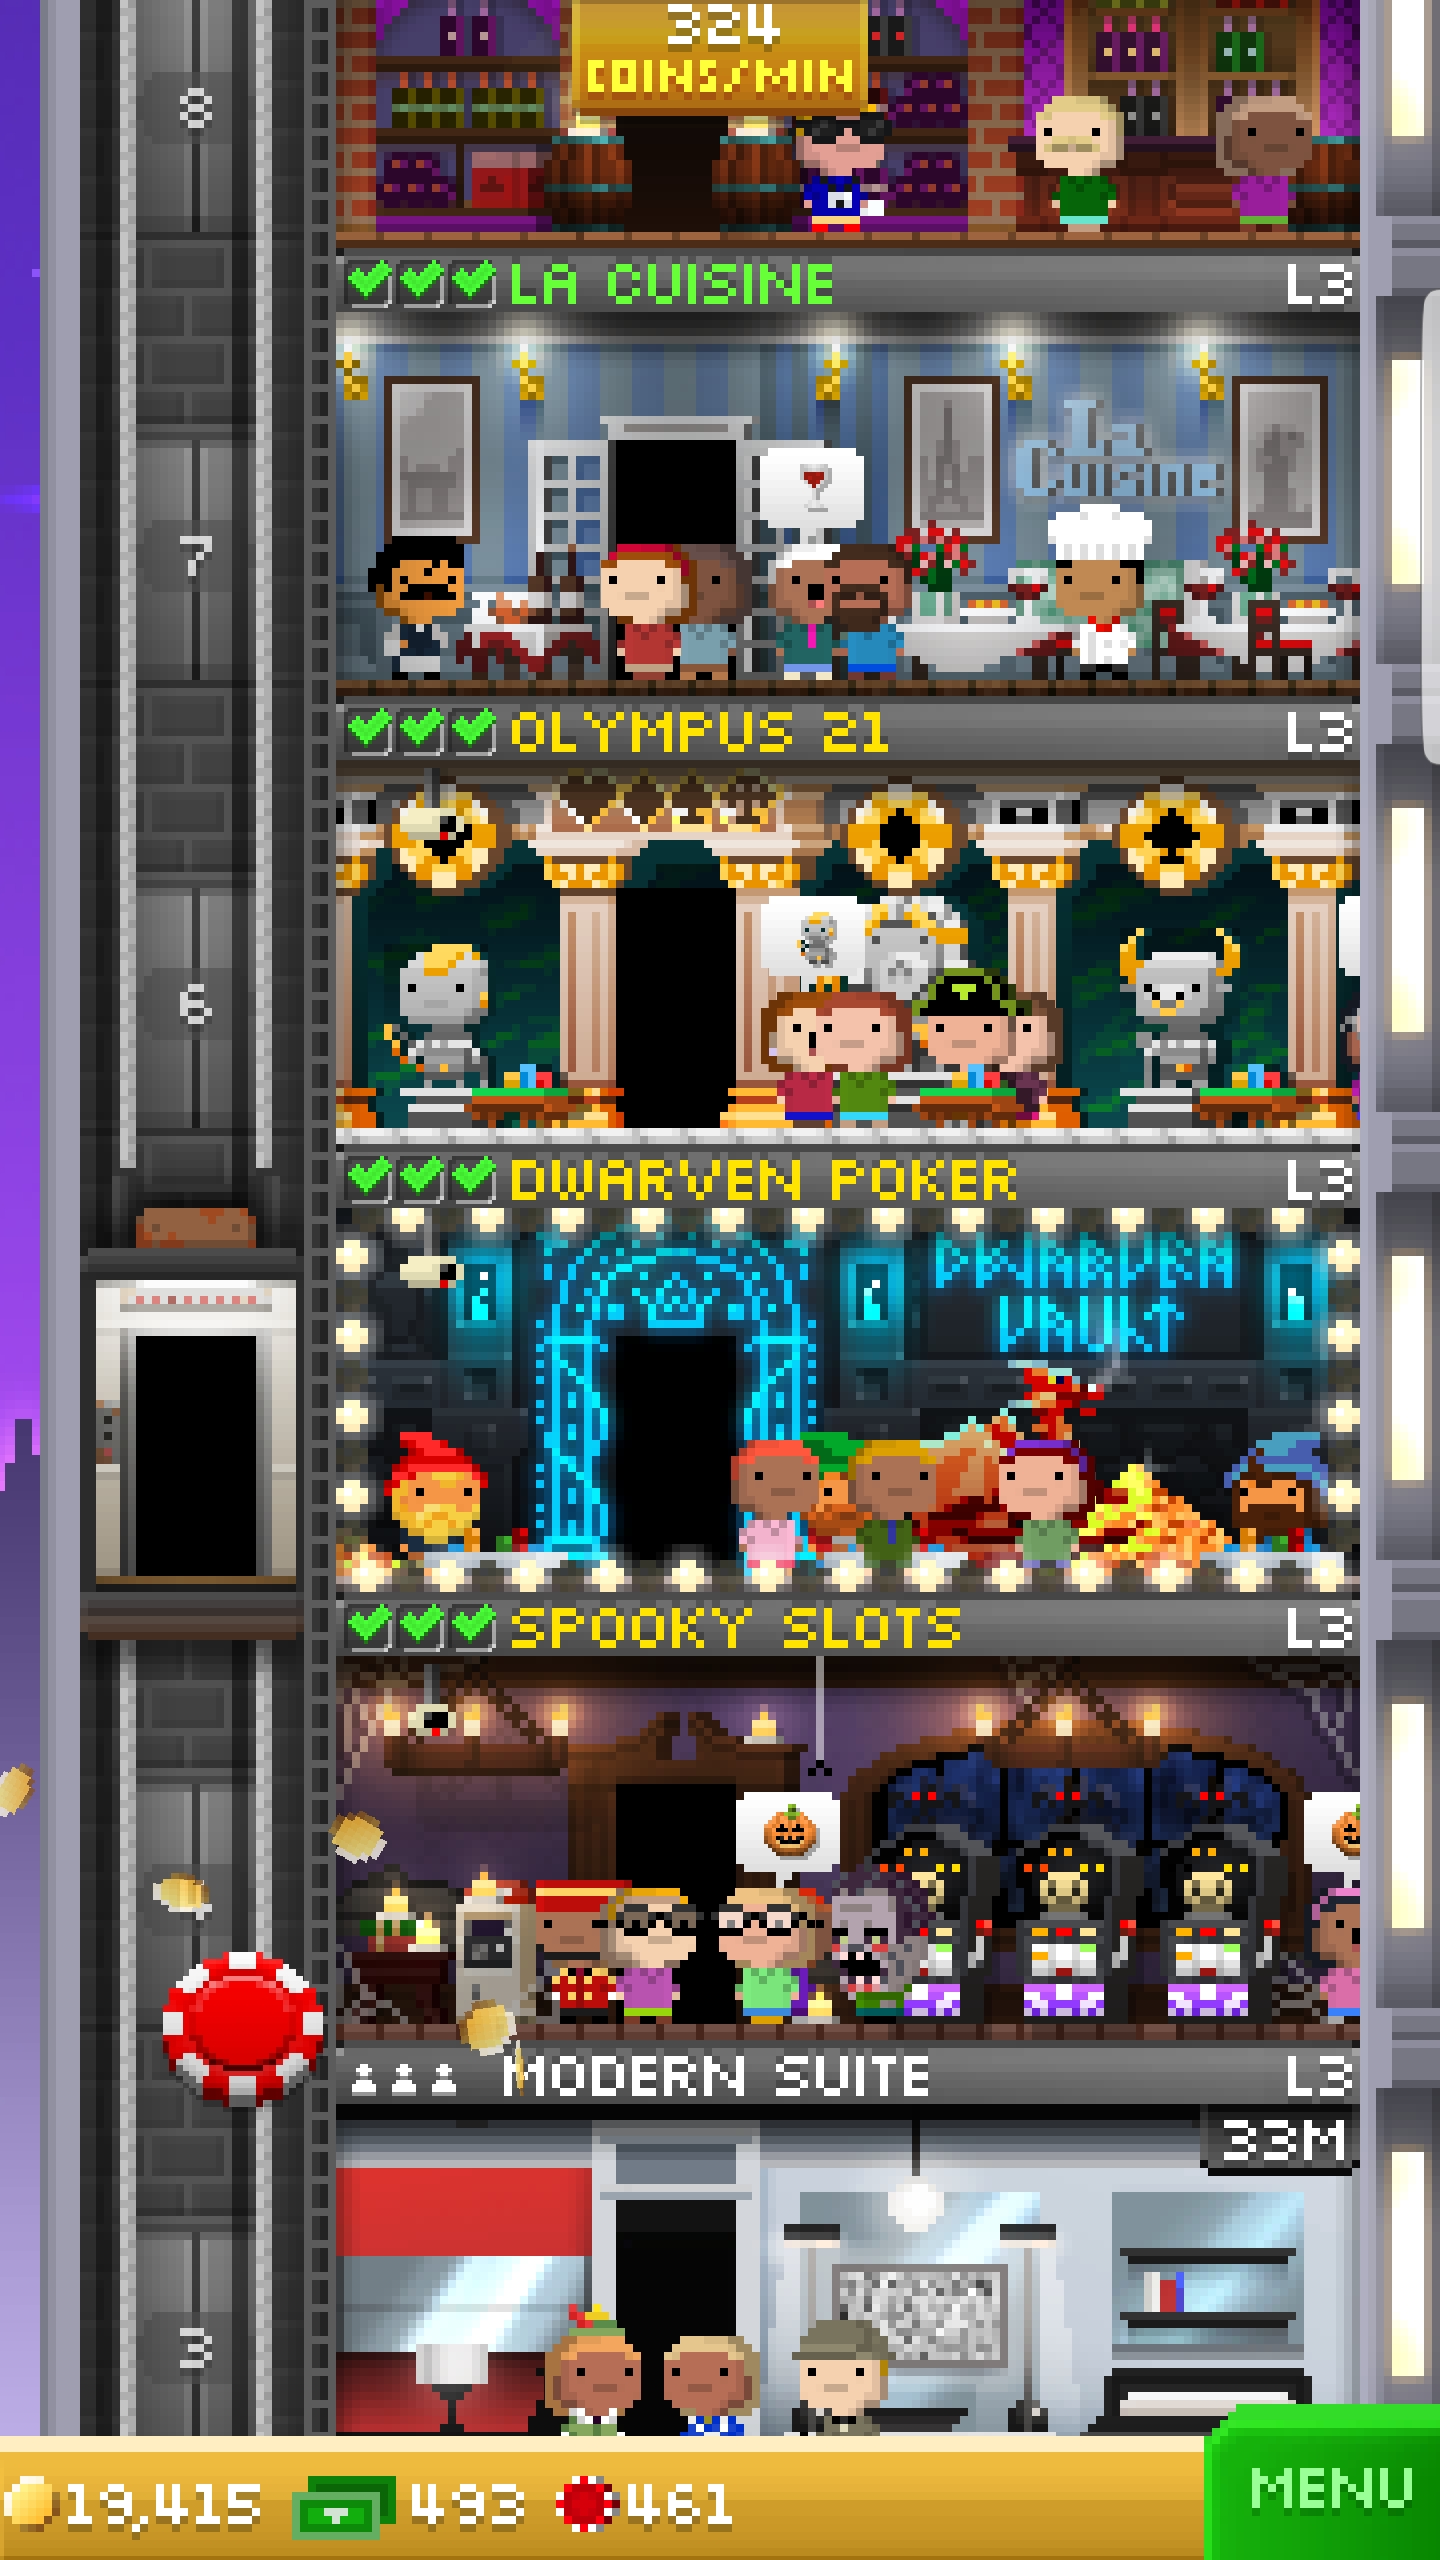 324
COINS/MIN
8
LA CUISINE L3
La
Cuisine
7
OLYMPUS 21 L3
6
DWARVEN POKER L3
DWARVEN
VAULT
SPOOKY SLOTS L3
MODERN SUITE L3
33M
3
19,415 493 461
MENU